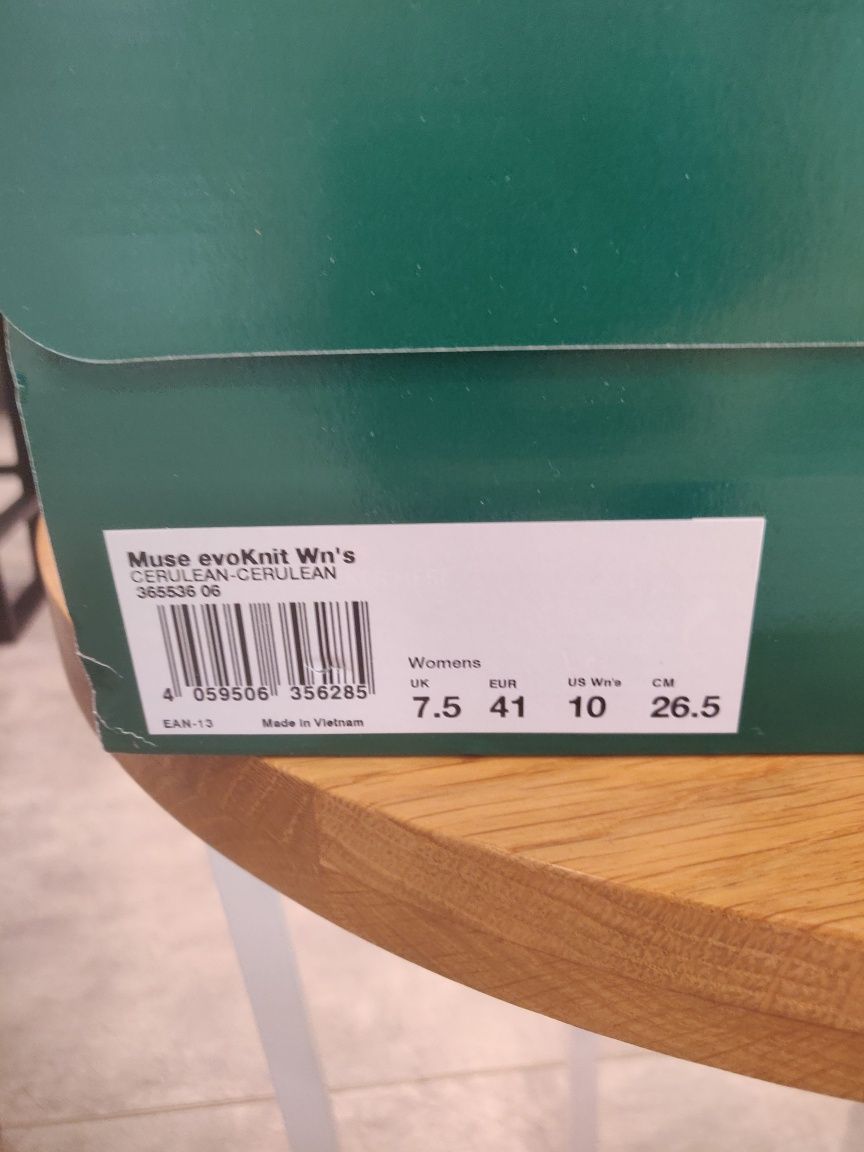 Muse evoKnit Wn's
CERULEAN-CERULEAN
365536 06
4 059506 356285
EAN-13 Made in Vietnam
Womens
UK EUR US Wn's CM
7.5 41 10 26.5